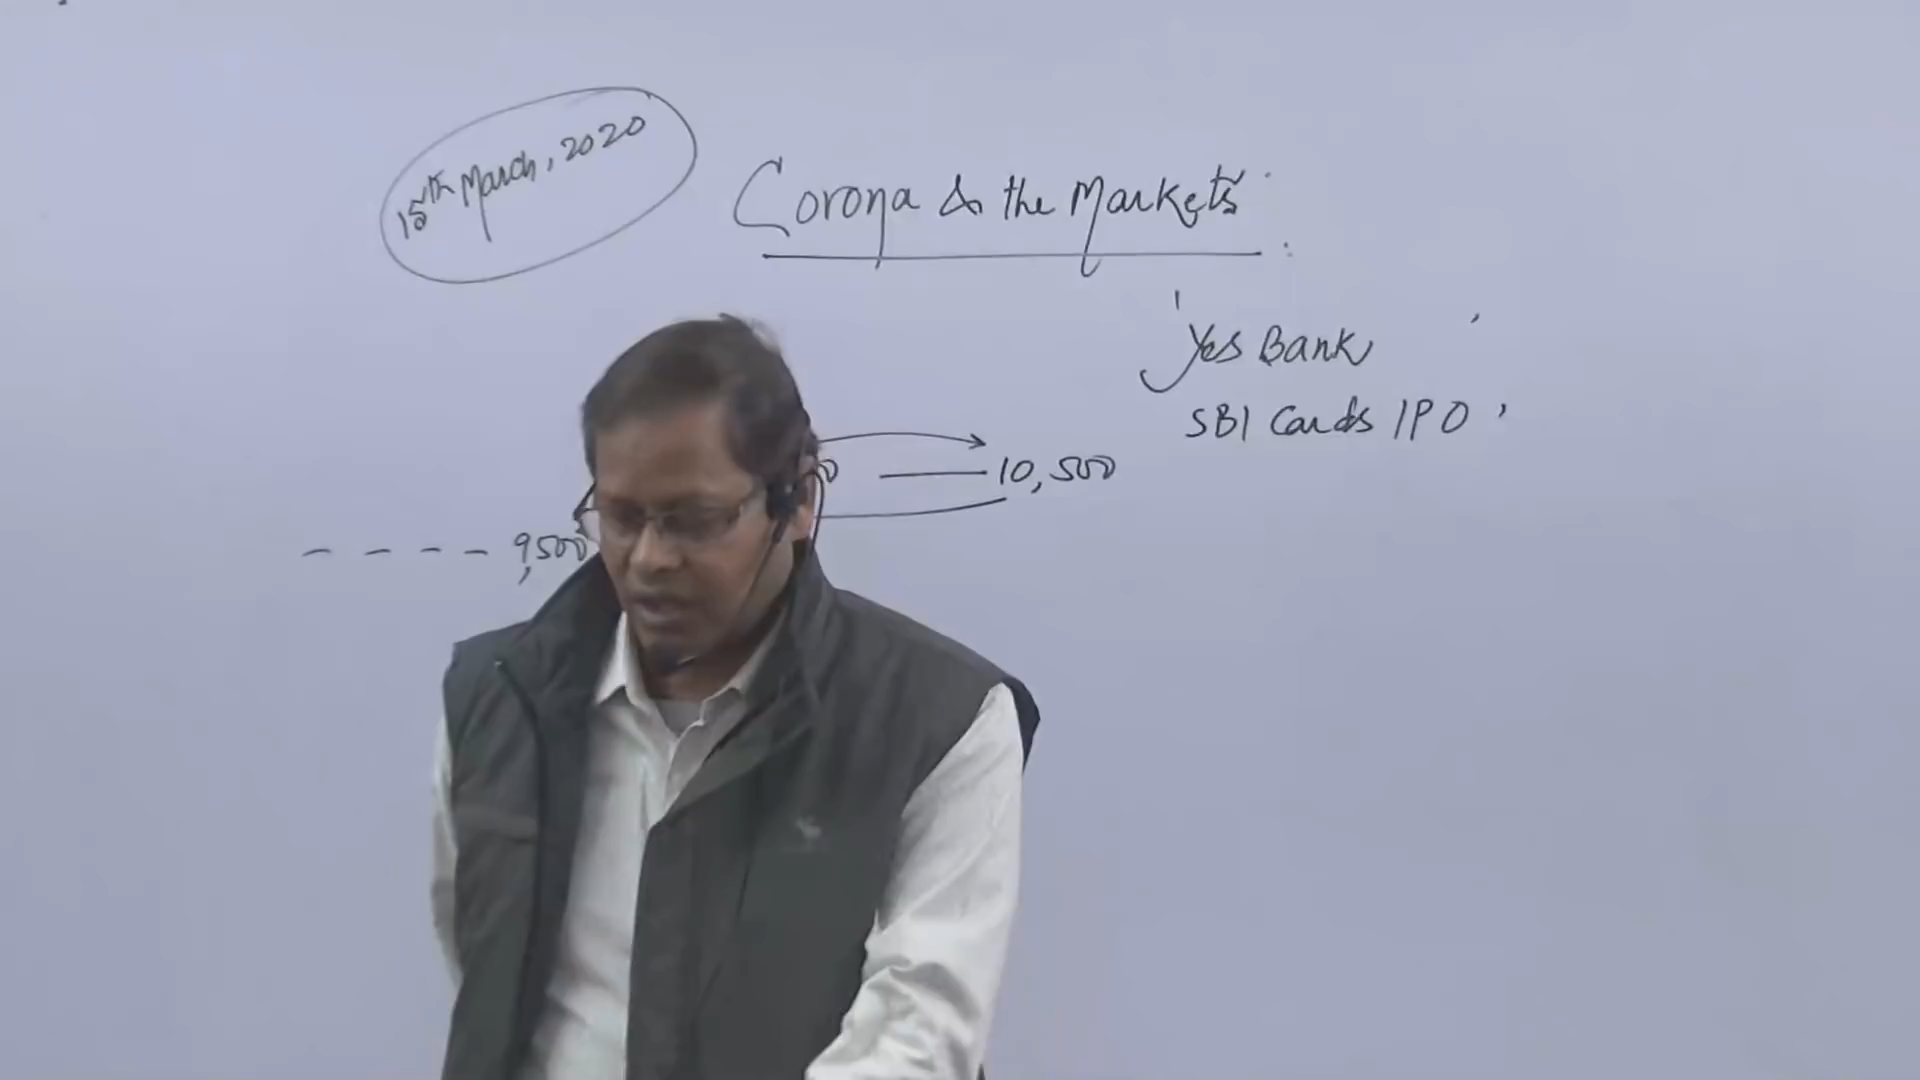 15th March, 2020
Corona & the Markets
Yes Bank
SBI Cards IPO
10,500
9,500